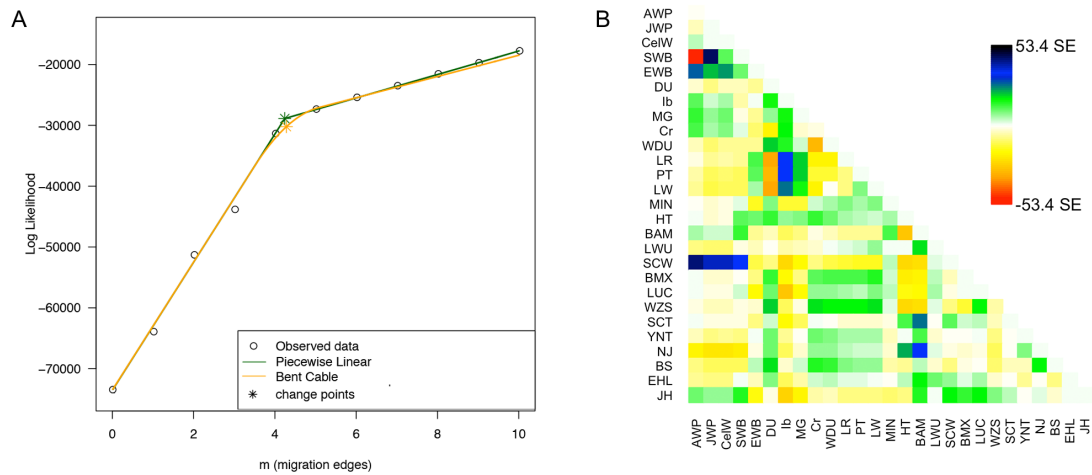 A
Log Likelihood
−20000
−30000
−40000
−50000
−60000
−70000
Observed data
Piecewise Linear
Bent Cable
change points
0 2 4 6 8 10
m (migration edges)
B
AWP
JWP
CelW
SWB
EWB
DU
Ib
MG
Cr
WDU
LR
PT
LW
MIN
HT
BAM
LWU
SCW
BMX
LUC
WZS
SCT
YNT
NJ
BS
EHL
JH
53.4 SE
-53.4 SE
AWP JWP CelW SWB EWB DU Ib MG Cr WDU LR PT LW MIN HT BAM LWU SCW BMX LUC WZS SCT YNT NJ BS EHL JH